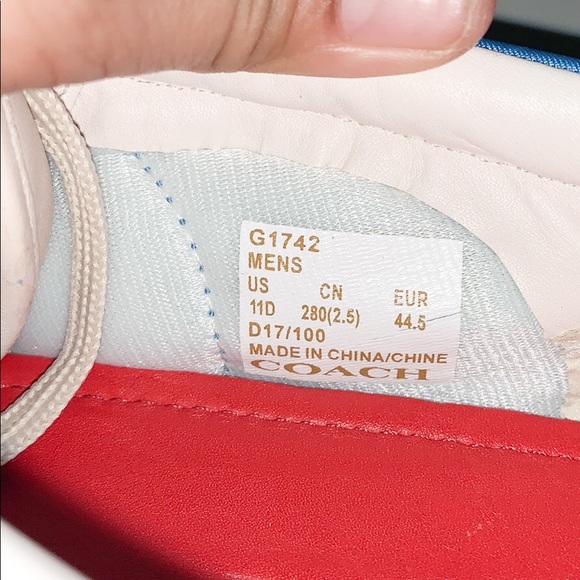 G1742
MENS
US CN EUR
11D 280(2.5) 44.5
D17/100
MADE IN CHINA/CHINE
COACH